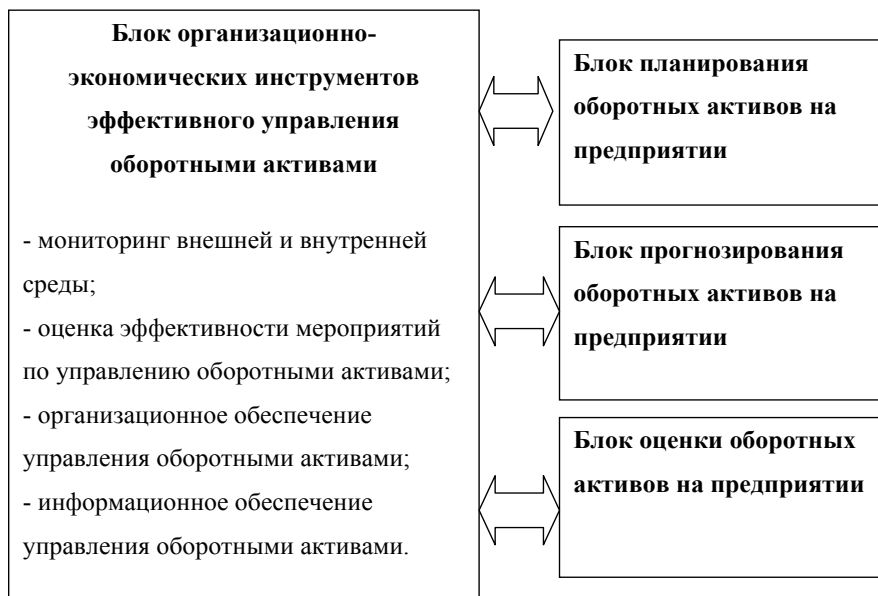 Блок организационно-
экономических инструментов
эффективного управления
оборотными активами
- мониторинг внешней и внутренней
среды;
- оценка эффективности мероприятий
по управлению оборотными активами;
- организационное обеспечение
управления оборотными активами;
- информационное обеспечение
управления оборотными активами.
Блок планирования
оборотных активов на
предприятии
Блок прогнозирования
оборотных активов на
предприятии
Блок оценки оборотных
активов на предприятии